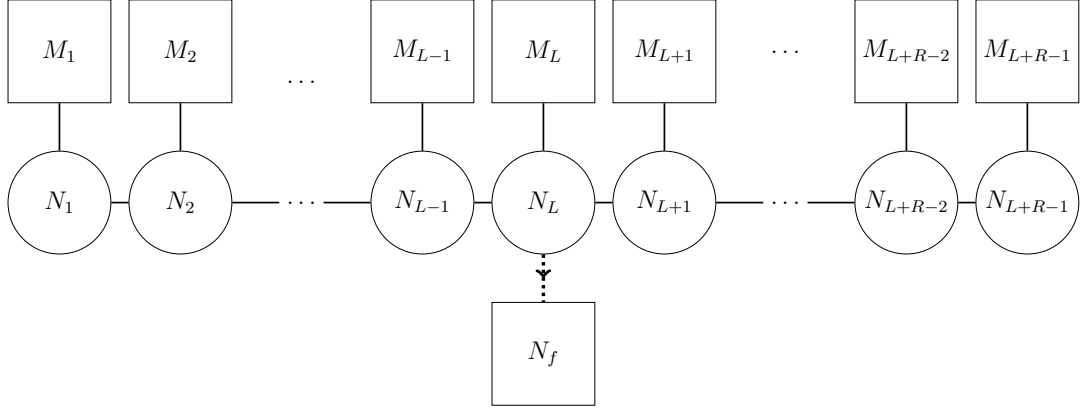 M_1 M_2 ... M_{L-1} M_L M_{L+1} ... M_{L+R-2} M_{L+R-1}
N_1 N_2 ... N_{L-1} N_L N_{L+1} ... N_{L+R-2} N_{L+R-1}
N_f